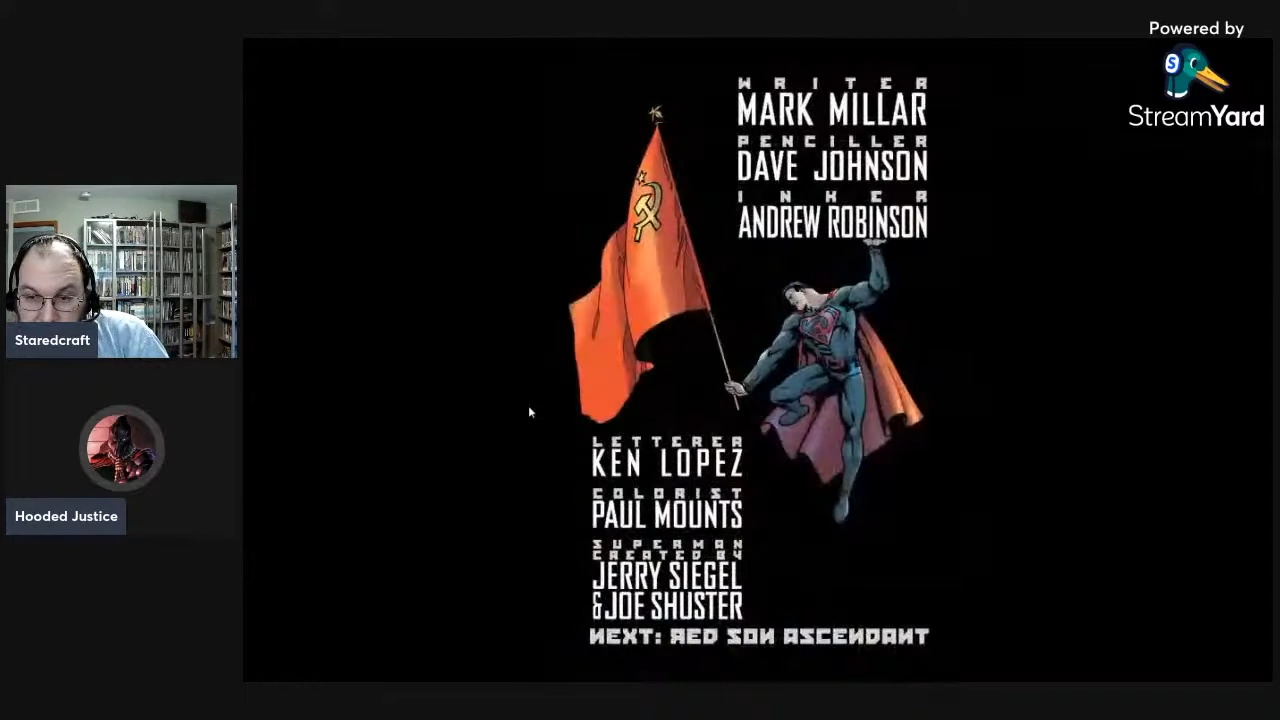 Powered by
StreamYard
WRITER
MARK MILLAR
PENCILLER
DAVE JOHNSON
INKER
ANDREW ROBINSON
LETTERER
KEN LOPEZ
COLORIST
PAUL MOUNTS
SUPERMAN
CREATED BY
JERRY SIEGEL
& JOE SHUSTER
NEXT: RED SON ASCENDANT
Staredcraft
Hooded Justice